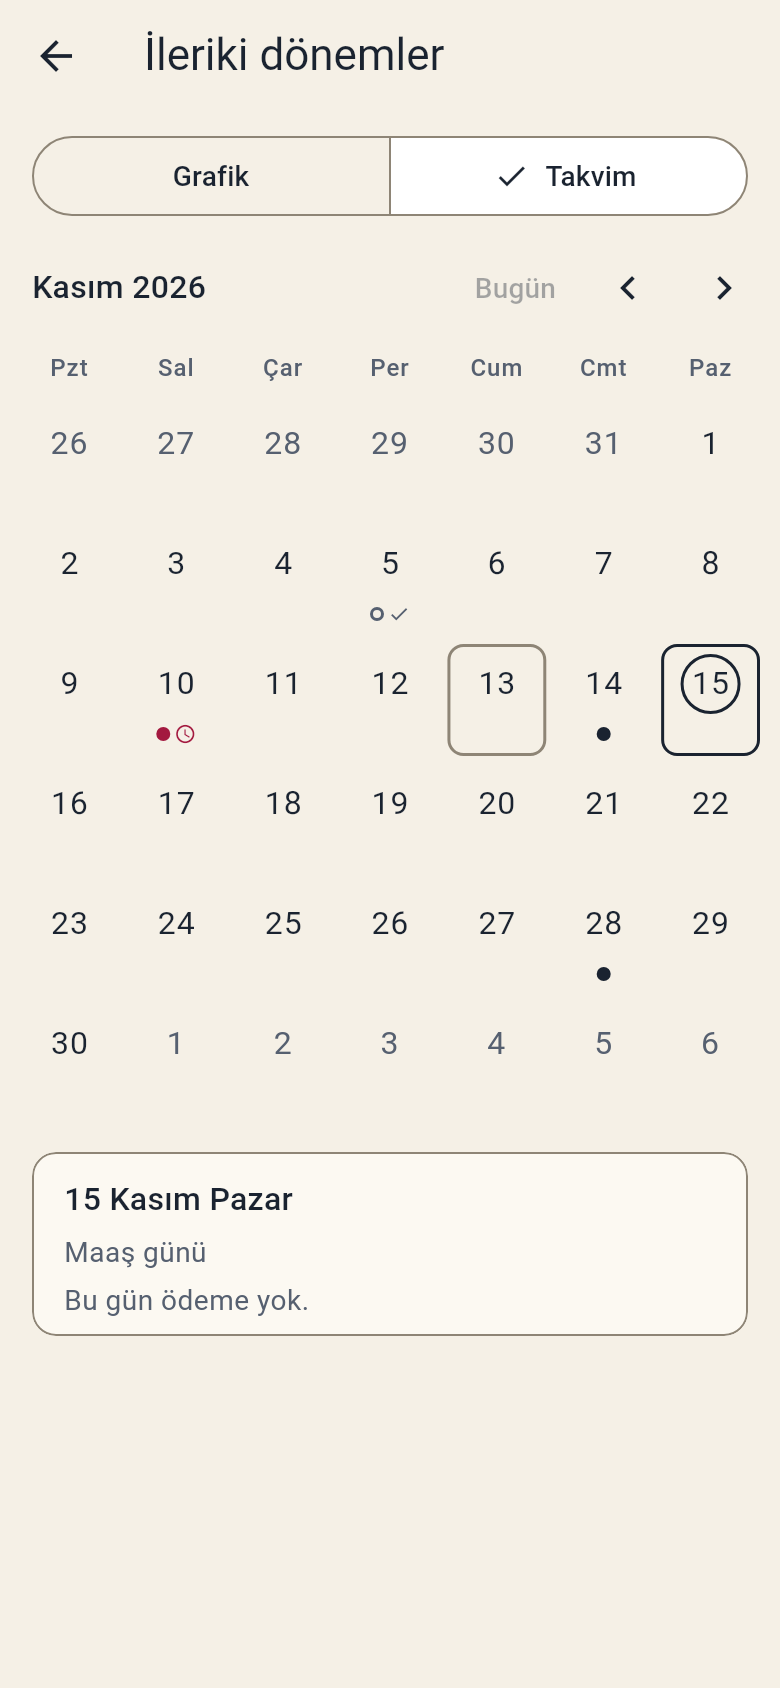 İleriki dönemler
Grafik Takvim
Kasım 2026 Bugün
Pzt Sal Çar Per Cum Cmt Paz
26 27 28 29 30 31 1
2 3 4 5 6 7 8
9 10 11 12 13 14 15
16 17 18 19 20 21 22
23 24 25 26 27 28 29
30 1 2 3 4 5 6
15 Kasım Pazar
Maaş günü
Bu gün ödeme yok.